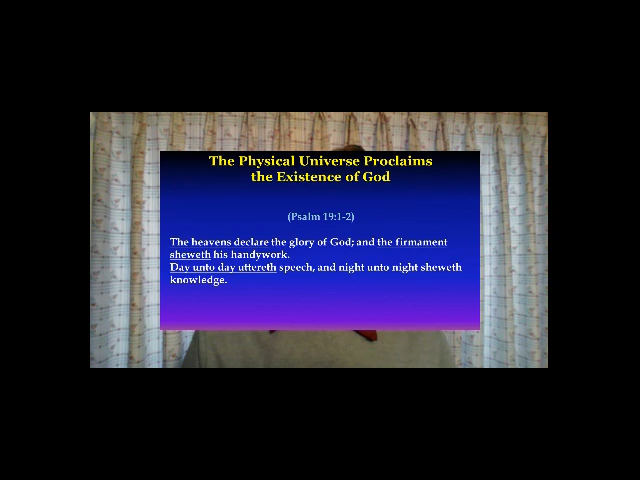 The Physical Universe Proclaims
the Existence of God
(Psalm 19:1-2)
The heavens declare the glory of God; and the firmament
sheweth his handywork.
Day unto day uttereth speech, and night unto night sheweth
knowledge.